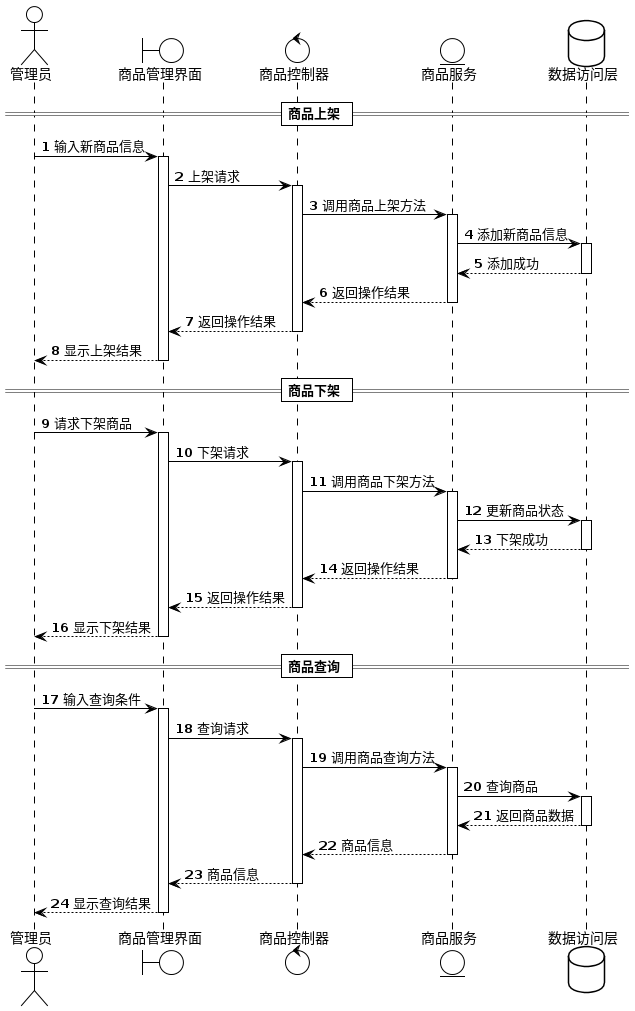 管理员 商品管理界面 商品控制器 商品服务 数据访问层
商品上架
1 输入新商品信息
2 上架请求
3 调用商品上架方法
4 添加新商品信息
5 添加成功
6 返回操作结果
7 返回操作结果
8 显示上架结果
商品下架
9 请求下架商品
10 下架请求
11 调用商品下架方法
12 更新商品状态
13 下架成功
14 返回操作结果
15 返回操作结果
16 显示下架结果
商品查询
17 输入查询条件
18 查询请求
19 调用商品查询方法
20 查询商品
21 返回商品数据
22 商品信息
23 商品信息
24 显示查询结果
管理员 商品管理界面 商品控制器 商品服务 数据访问层